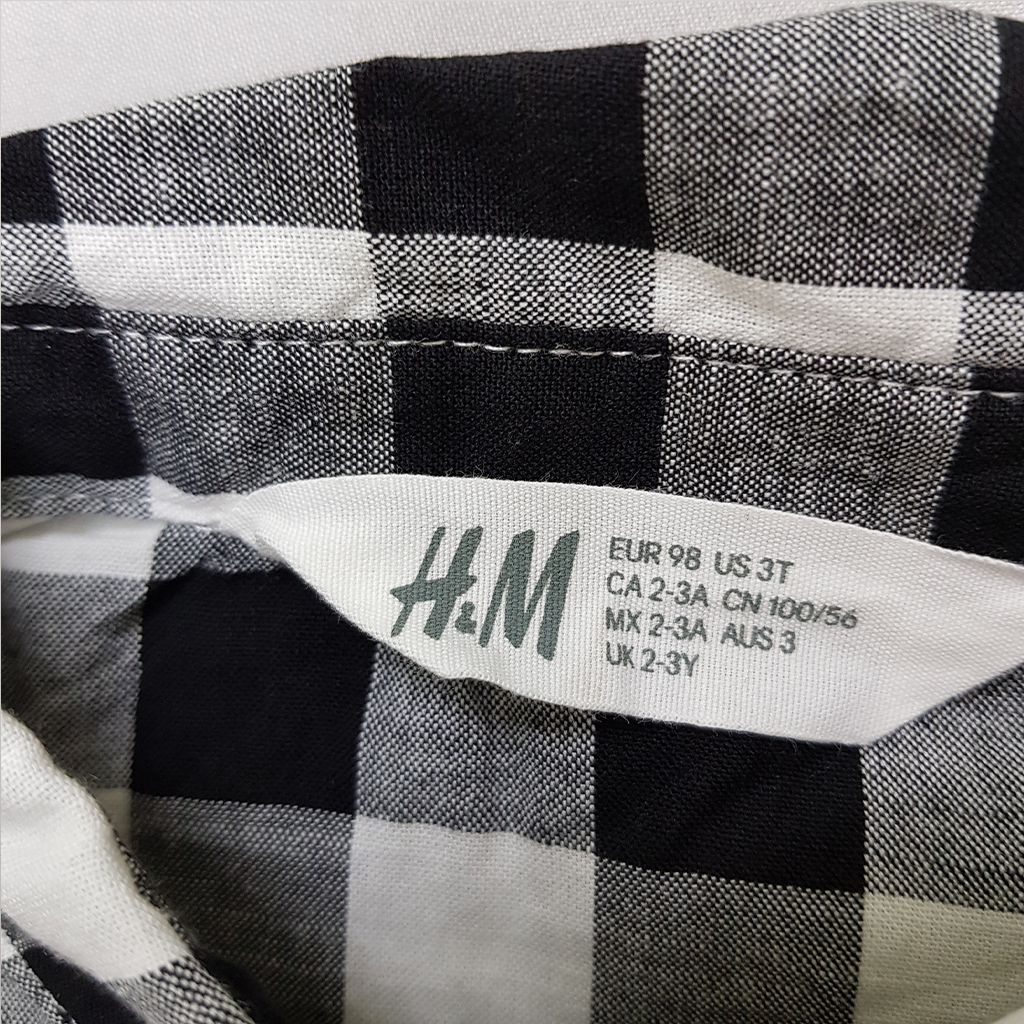 H&M
EUR 98 US 3T
CA 2-3A CN 100/56
MX 2-3A AUS 3
UK 2-3Y